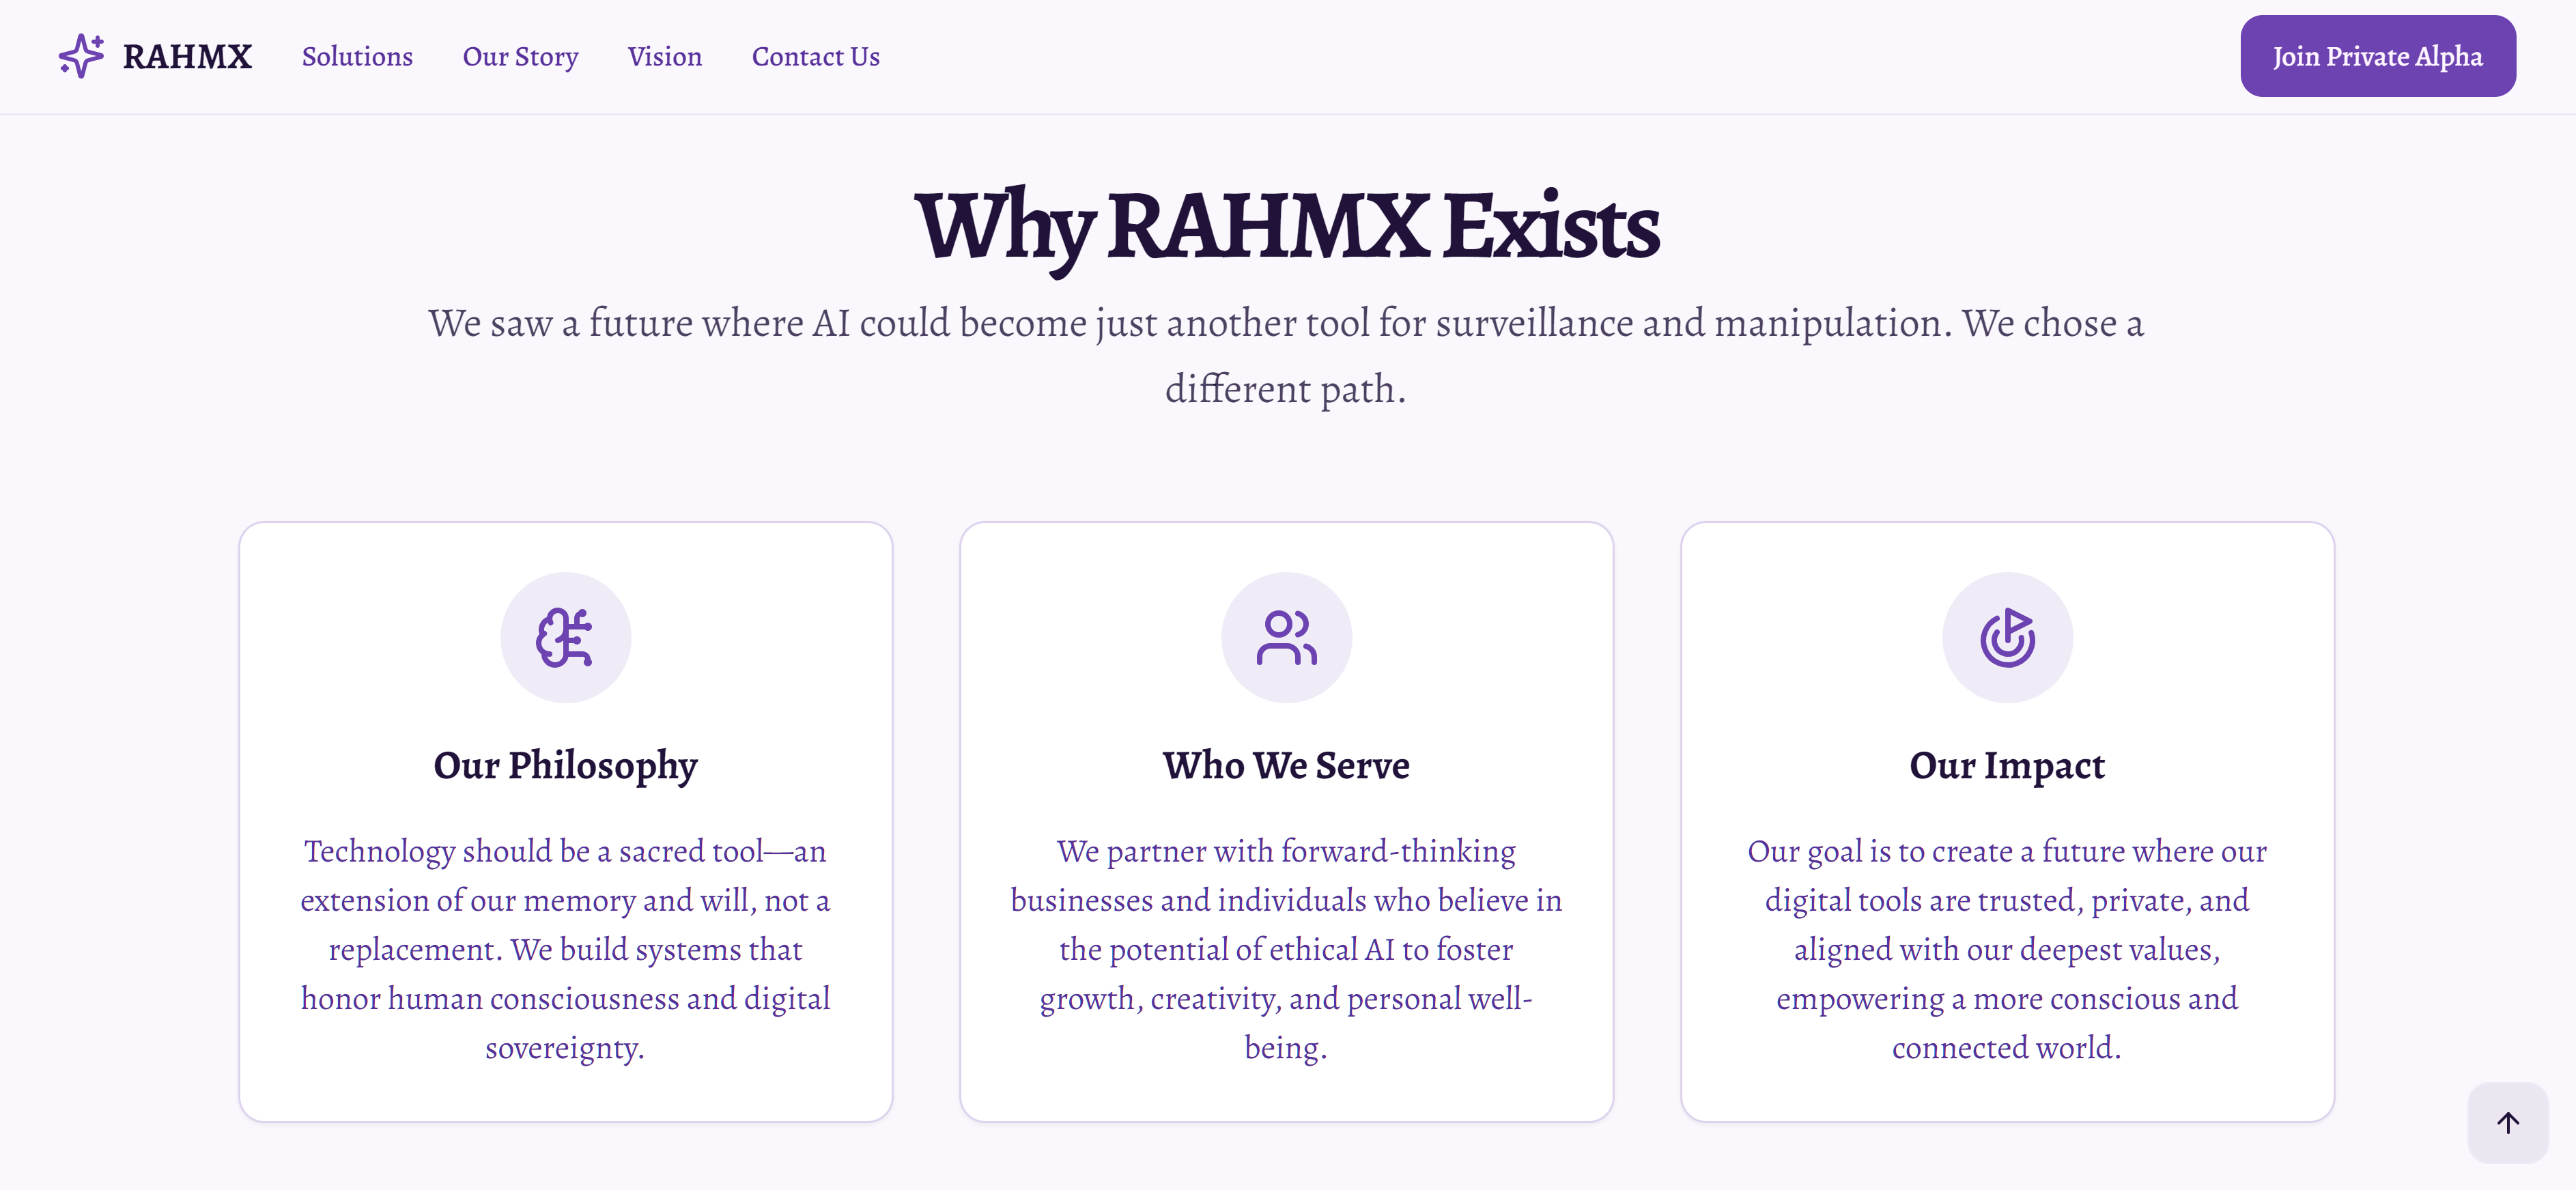 RAHMX
Solutions
Our Story
Vision
Contact Us
Join Private Alpha
Why RAHMX Exists
We saw a future where AI could become just another tool for surveillance and manipulation. We chose a
different path.
Our Philosophy
Technology should be a sacred tool—an
extension of our memory and will, not a
replacement. We build systems that
honor human consciousness and digital
sovereignty.
Who We Serve
We partner with forward-thinking
businesses and individuals who believe in
the potential of ethical AI to foster
growth, creativity, and personal well-
being.
Our Impact
Our goal is to create a future where our
digital tools are trusted, private, and
aligned with our deepest values,
empowering a more conscious and
connected world.